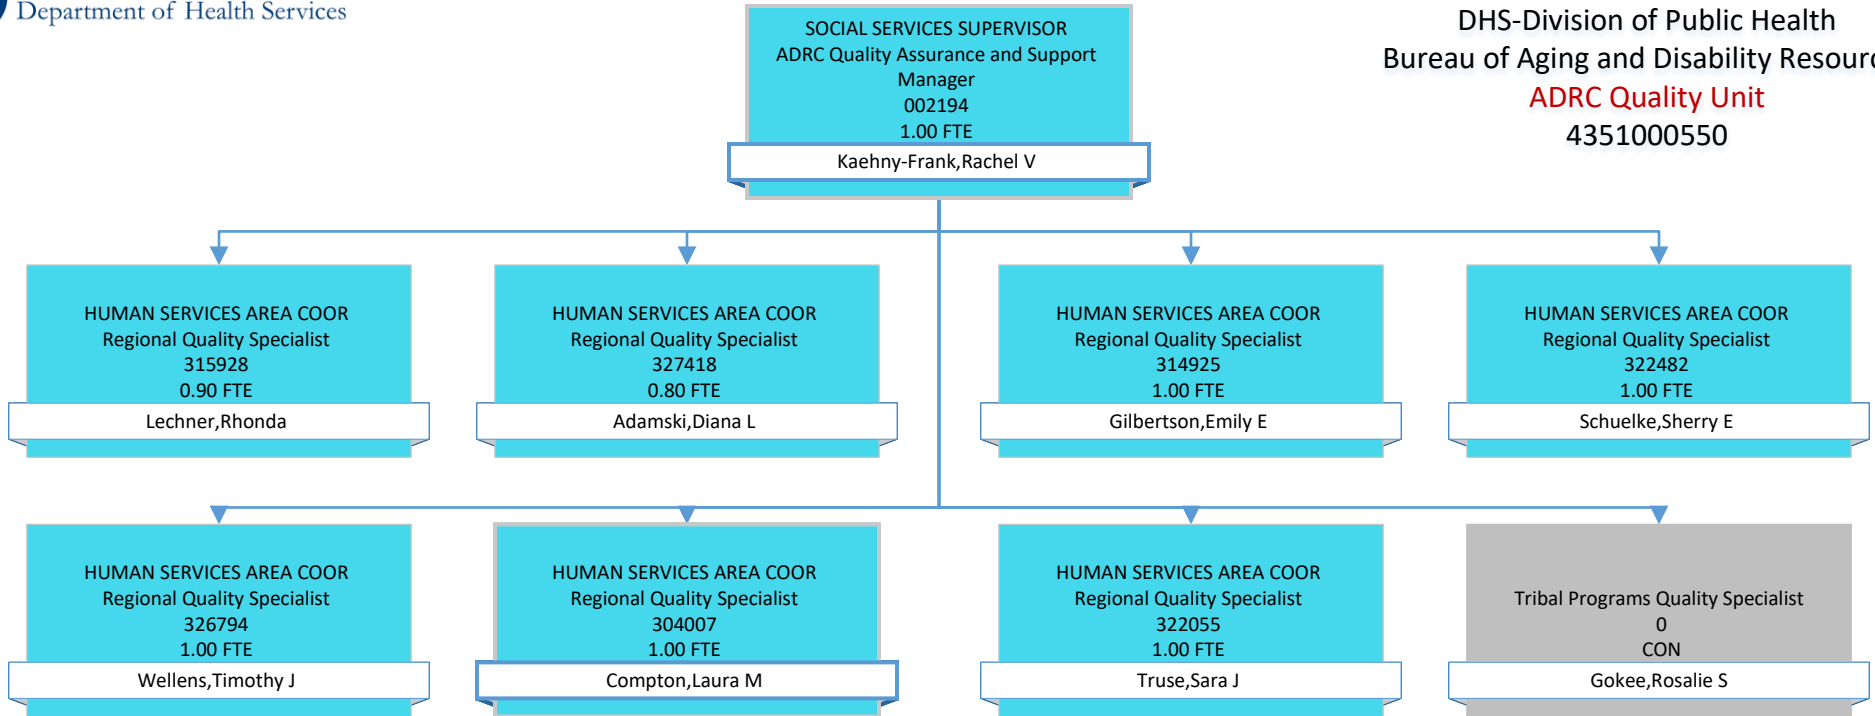 Department of Health Services
DHS-Division of Public Health
Bureau of Aging and Disability
ADRC Quality Unit
4351000550
SOCIAL SERVICES SUPERVISOR
ADRC Quality Assurance and Support
Manager
002194
1.00 FTE
Kaehny-Frank,Rachel V
HUMAN SERVICES AREA COOR
Regional Quality Specialist
315928
0.90 FTE
Lechner,Rhonda
HUMAN SERVICES AREA COOR
Regional Quality Specialist
327418
0.80 FTE
Adamski,Diana L
HUMAN SERVICES AREA COOR
Regional Quality Specialist
314925
1.00 FTE
Gilbertson,Emily E
HUMAN SERVICES AREA COOR
Regional Quality Specialist
322482
1.00 FTE
Schuelke,Sherry E
HUMAN SERVICES AREA COOR
Regional Quality Specialist
326794
1.00 FTE
Wellens,Timothy J
HUMAN SERVICES AREA COOR
Regional Quality Specialist
304007
1.00 FTE
Compton,Laura M
HUMAN SERVICES AREA COOR
Regional Quality Specialist
322055
1.00 FTE
Truse,Sara J
Tribal Programs Quality Specialist
0
CON
Gokee,Rosalie S